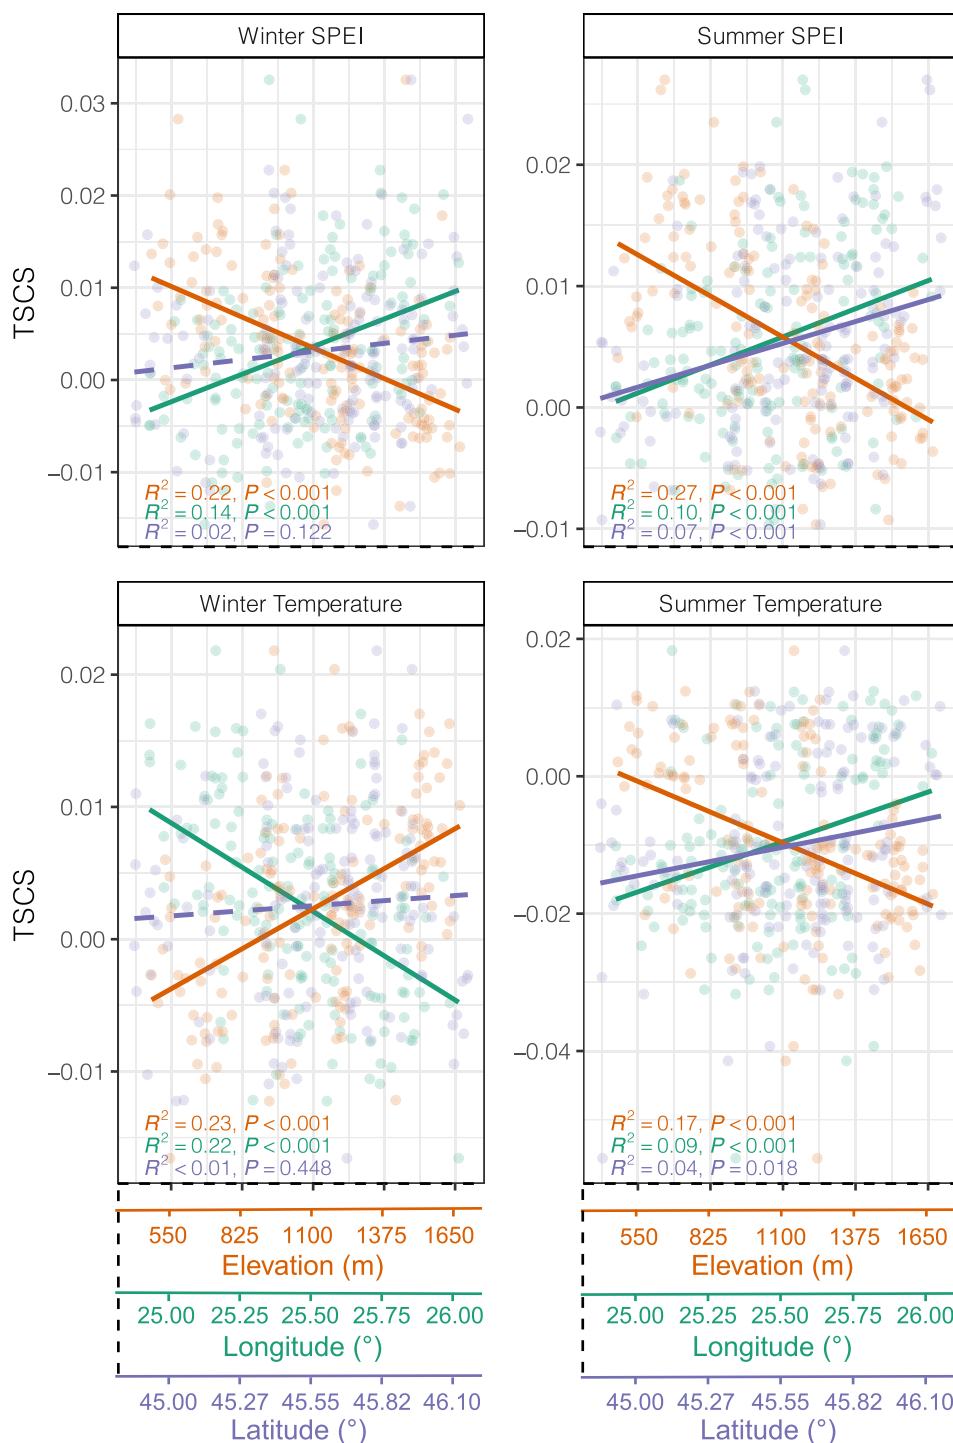 Winter SPEI
0.03
0.02
0.01
0.00
−0.01
TSCS
R² = 0.22, P < 0.001
R² = 0.14, P < 0.001
R² = 0.02, P = 0.122
Summer SPEI
0.02
0.01
0.00
−0.01
R² = 0.27, P < 0.001
R² = 0.10, P < 0.001
R² = 0.07, P < 0.001
Winter Temperature
0.02
0.01
0.00
−0.01
TSCS
R² = 0.23, P < 0.001
R² = 0.22, P < 0.001
R² < 0.01, P = 0.448
Summer Temperature
0.02
0.00
−0.02
−0.04
R² = 0.17, P < 0.001
R² = 0.09, P < 0.001
R² = 0.04, P = 0.018
550 825 1100 1375 1650
Elevation (m)
25.00 25.25 25.50 25.75 26.00
Longitude (°)
45.00 45.27 45.55 45.82 46.10
Latitude (°)
550 825 1100 1375 1650
Elevation (m)
25.00 25.25 25.50 25.75 26.00
Longitude (°)
45.00 45.27 45.55 45.82 46.10
Latitude (°)